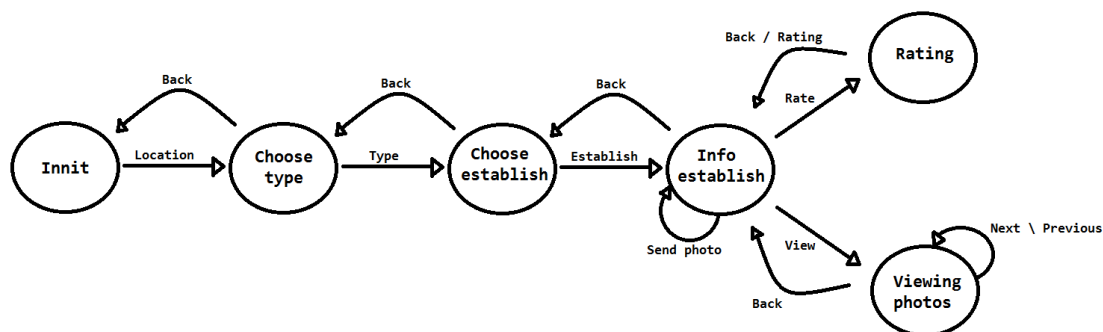 Innit
Location
Back
Choose
type
Type
Back
Choose
establish
Establish
Back
Info
establish
Send photo
Rate
Back / Rating
Rating
View
Back
Viewing
photos
Next \ Previous